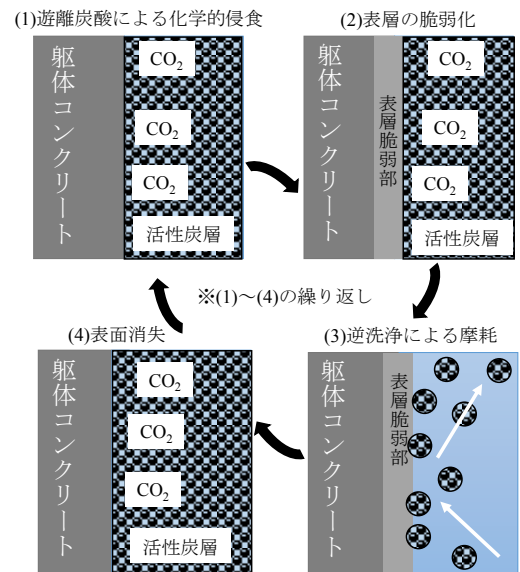 (1)遊離炭酸による化学的侵食
躯体コンクリート
CO2
CO2
CO2
活性炭層
(2)表層の脆弱化
躯体コンクリート
表層脆弱部
CO2
CO2
CO2
活性炭層
※(1)～(4)の繰り返し
(4)表面消失
躯体コンクリート
CO2
CO2
CO2
活性炭層
(3)逆洗浄による摩耗
躯体コンクリート
表層脆弱部